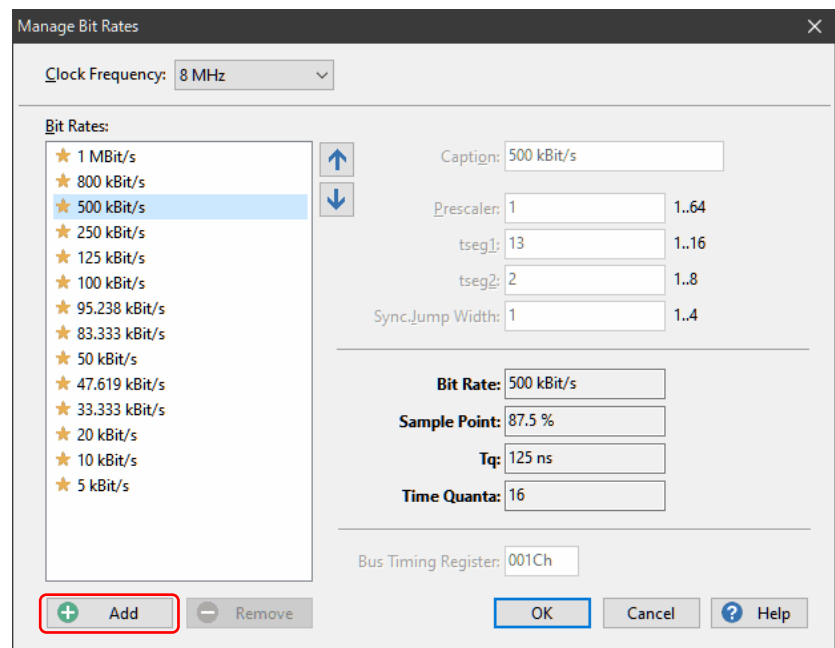 Manage Bit Rates
Clock Frequency: 8 MHz
Bit Rates:
1 MBit/s
800 kBit/s
500 kBit/s
250 kBit/s
125 kBit/s
100 kBit/s
95.238 kBit/s
83.333 kBit/s
50 kBit/s
47.619 kBit/s
33.333 kBit/s
20 kBit/s
10 kBit/s
5 kBit/s
Caption: 500 kBit/s
Prescaler: 1 1..64
tseg1: 13 1..16
tseg2: 2 1..8
Sync.Jump Width: 1 1..4
Bit Rate: 500 kBit/s
Sample Point: 87.5 %
Tq: 125 ns
Time Quanta: 16
Bus Timing Register: 001Ch
Add Remove OK Cancel Help